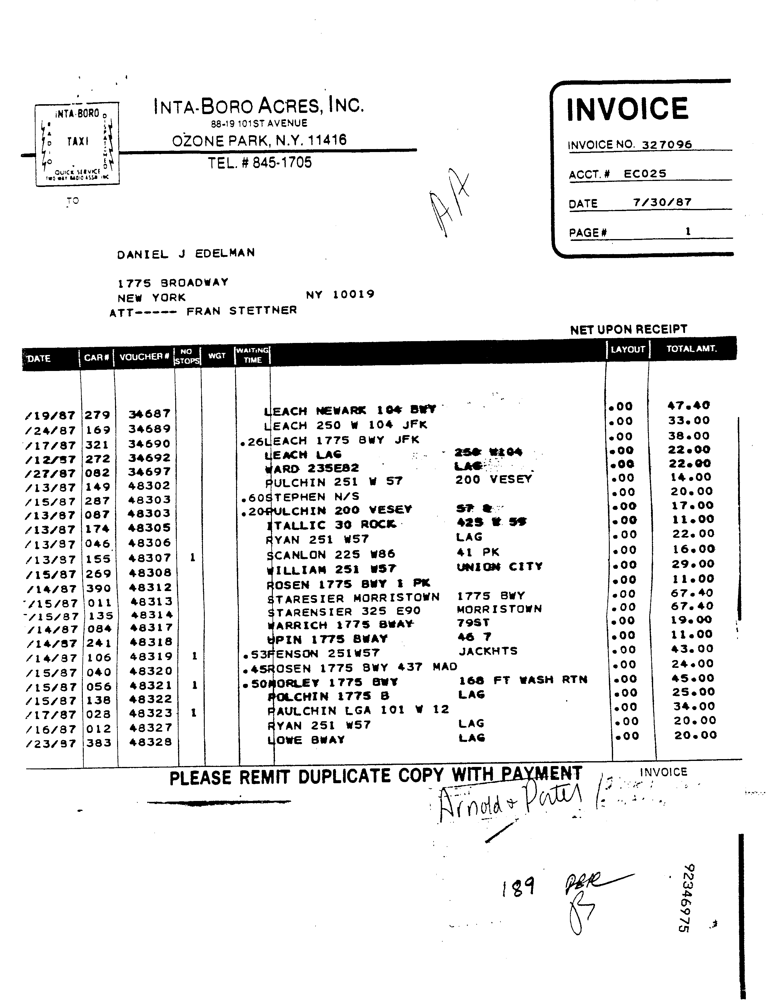 INTA-BORO ACRES, INC.
88-19 101ST AVENUE
OZONE PARK, N.Y. 11416
TEL. # 845-1705
INTA-BORO
TAXI
QUICK SERVICE
TWO WAY RADIO ASSN INC
INVOICE
INVOICE NO. 327096
ACCT. # EC025
DATE 7/30/87
PAGE# 1
TO
AA
DANIEL J EDELMAN
1775 BROADWAY
NEW YORK NY 10019
ATT----- FRAN STETTNER
NET UPON RECEIPT
DATE CAR# VOUCHER# NO STOPS WGT WAITING TIME LAYOUT TOTAL AMT.
/19/87 279 34687 LEACH NEWARK 104 BWY .00 47.40
/24/87 169 34689 LEACH 250 W 104 JFK .00 33.00
/17/87 321 34690 .26 LEACH 1775 BWY JFK .00 38.00
/12/87 272 34692 LEACH LAG 250 W104 .00 22.00
/27/87 082 34697 WARD 235E82 LAG .00 22.00
/13/87 149 48302 PULCHIN 251 W 57 200 VESEY .00 14.00
/15/87 287 48303 .60 STEPHEN N/S .00 20.00
/13/87 087 48303 .20 PULCHIN 200 VESEY 57 8 .00 17.00
/13/87 174 48305 ITALLIC 30 ROCK 425 W 55 .00 11.00
/13/87 046 48306 RYAN 251 W57 LAG .00 22.00
/13/87 155 48307 1 SCANLON 225 W86 41 PK .00 16.00
/15/87 269 48308 WILLIAM 251 W57 UNION CITY .00 29.00
/14/87 390 48312 ROSEN 1775 BWY 1 PK .00 11.00
/15/87 011 48313 STARESIER MORRISTOWN 1775 BWY .00 67.40
/15/87 135 48314 STARENSIER 325 E90 MORRISTOWN .00 67.40
/14/87 084 48317 WARRICH 1775 BWAY 79ST .00 19.00
/14/87 241 48318 UPIN 1775 BWAY 46 7 .00 11.00
/14/87 106 48319 1 .53 FENSON 251W57 JACKHTS .00 43.00
/15/87 040 48320 .45 ROSEN 1775 BWY 437 MAD .00 24.00
/15/87 056 48321 1 .50 MORLEY 1775 BWY 168 FT WASH RTN .00 45.00
/15/87 138 48322 POLCHIN 1775 B LAG .00 25.00
/17/87 028 48323 1 PAULCHIN LGA 101 W 12 .00 34.00
/16/87 012 48327 RYAN 251 W57 LAG .00 20.00
/23/87 383 48328 LOWE BWAY LAG .00 20.00
PLEASE REMIT DUPLICATE COPY WITH PAYMENT
INVOICE
Arnold & Porter
189
92346975